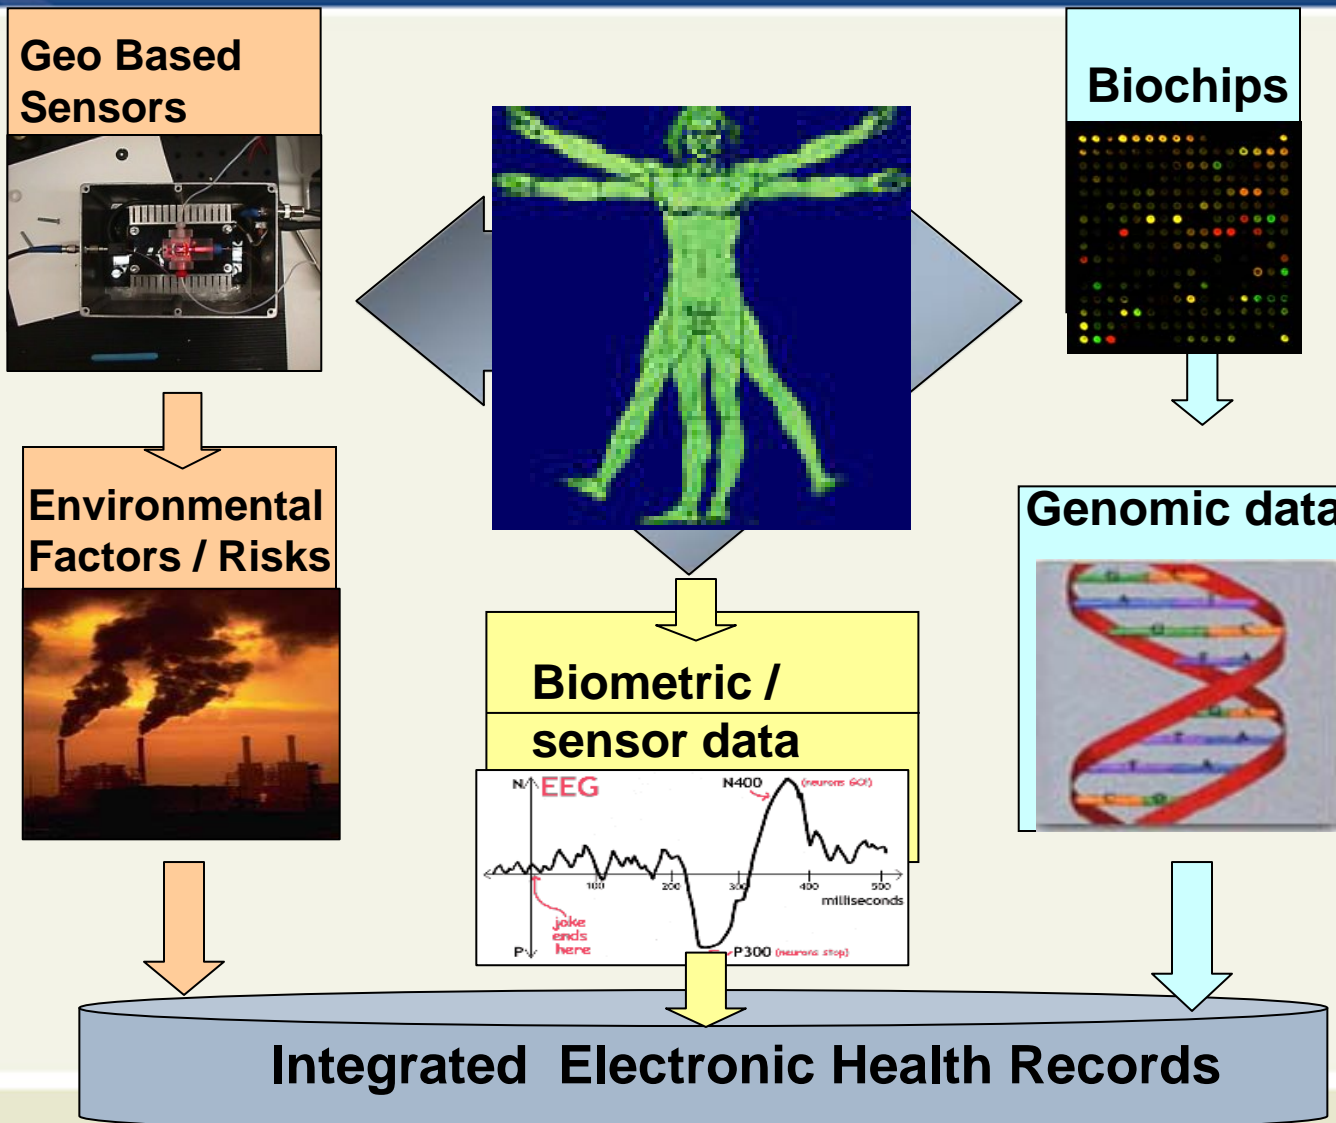 Geo Based
Sensors
Biochips
Environmental
Factors / Risks
Genomic data
Biometric /
sensor data
N
EEG
N400
(neurons GO!)
100
200
300
400
500
milliseconds
joke
ends
here
P
P300 (neurons stop)
G C
A T
G C
T A
G C
T A
T A
C G
Integrated Electronic Health Records